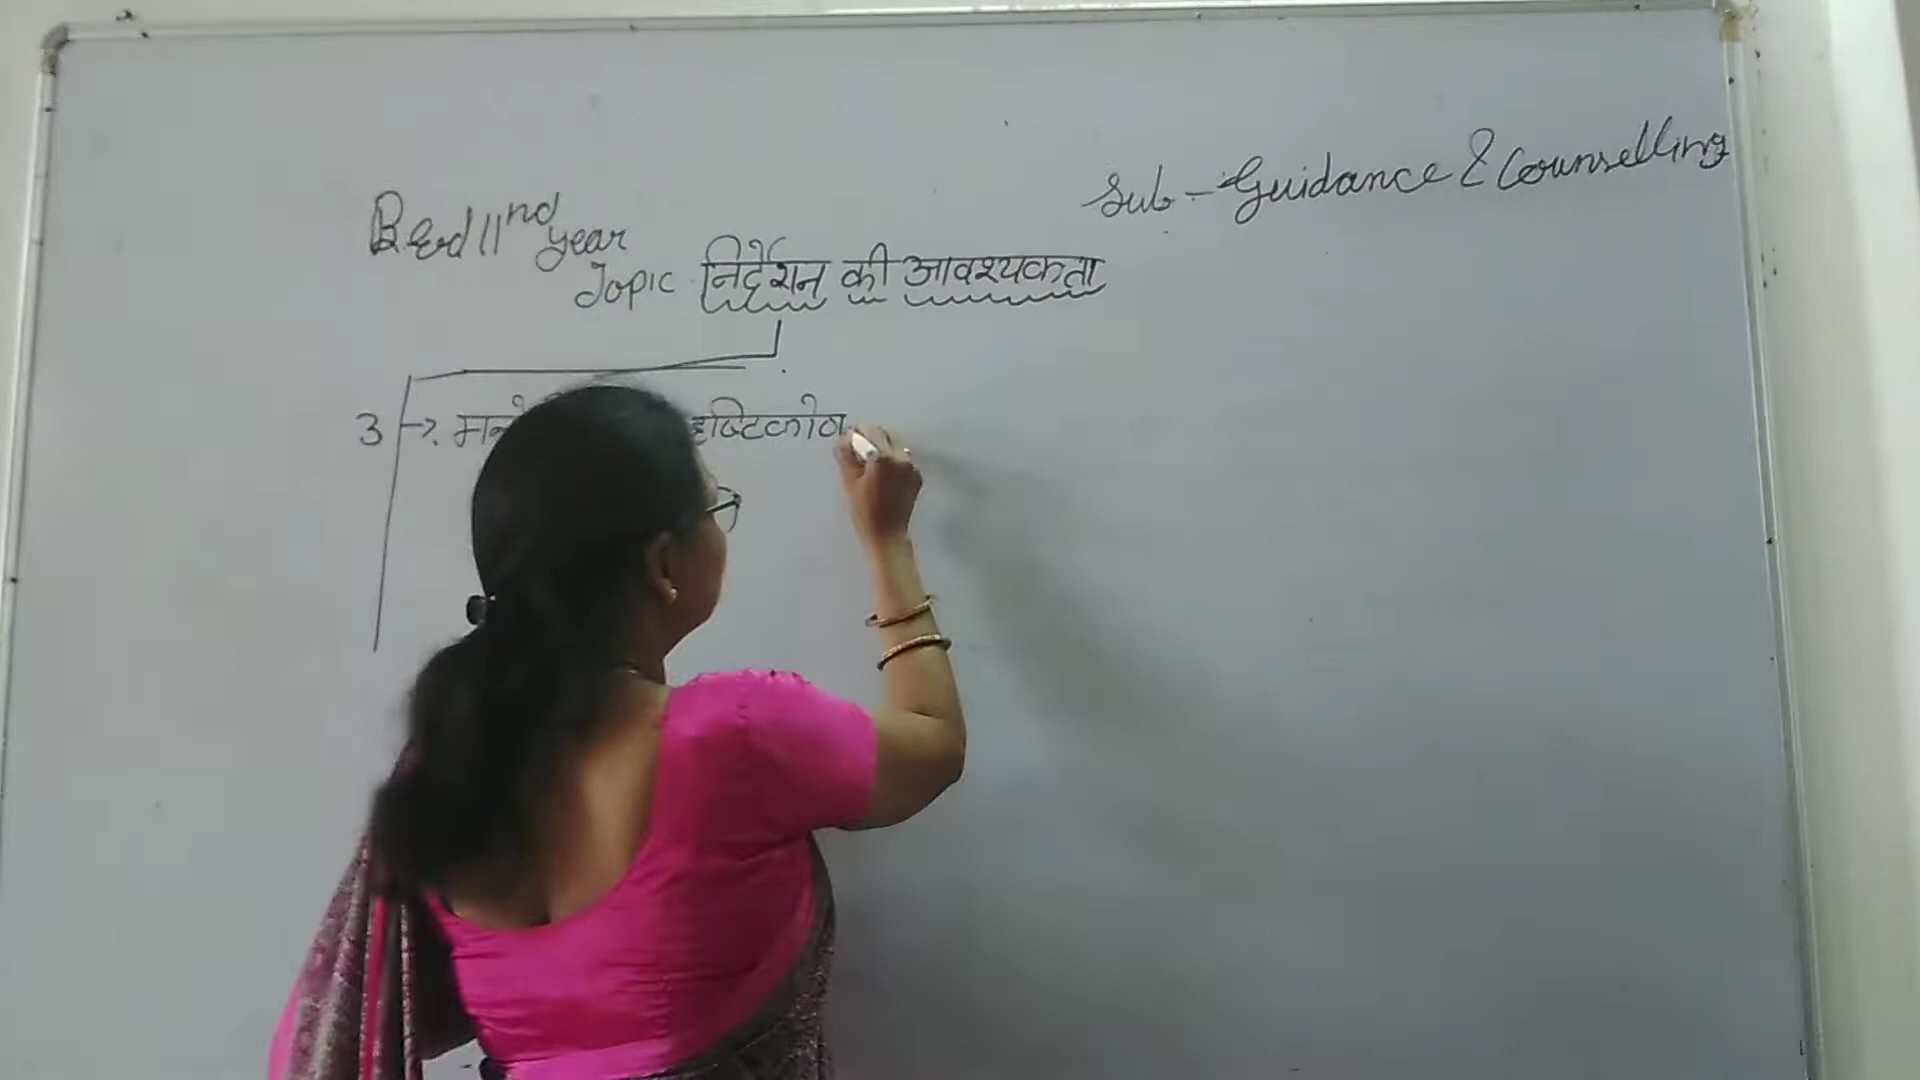 Sub - Guidance & Counselling
B.Ed IInd year
Topic निर्देशन की आवश्यकता
3 → दृष्टिकोण